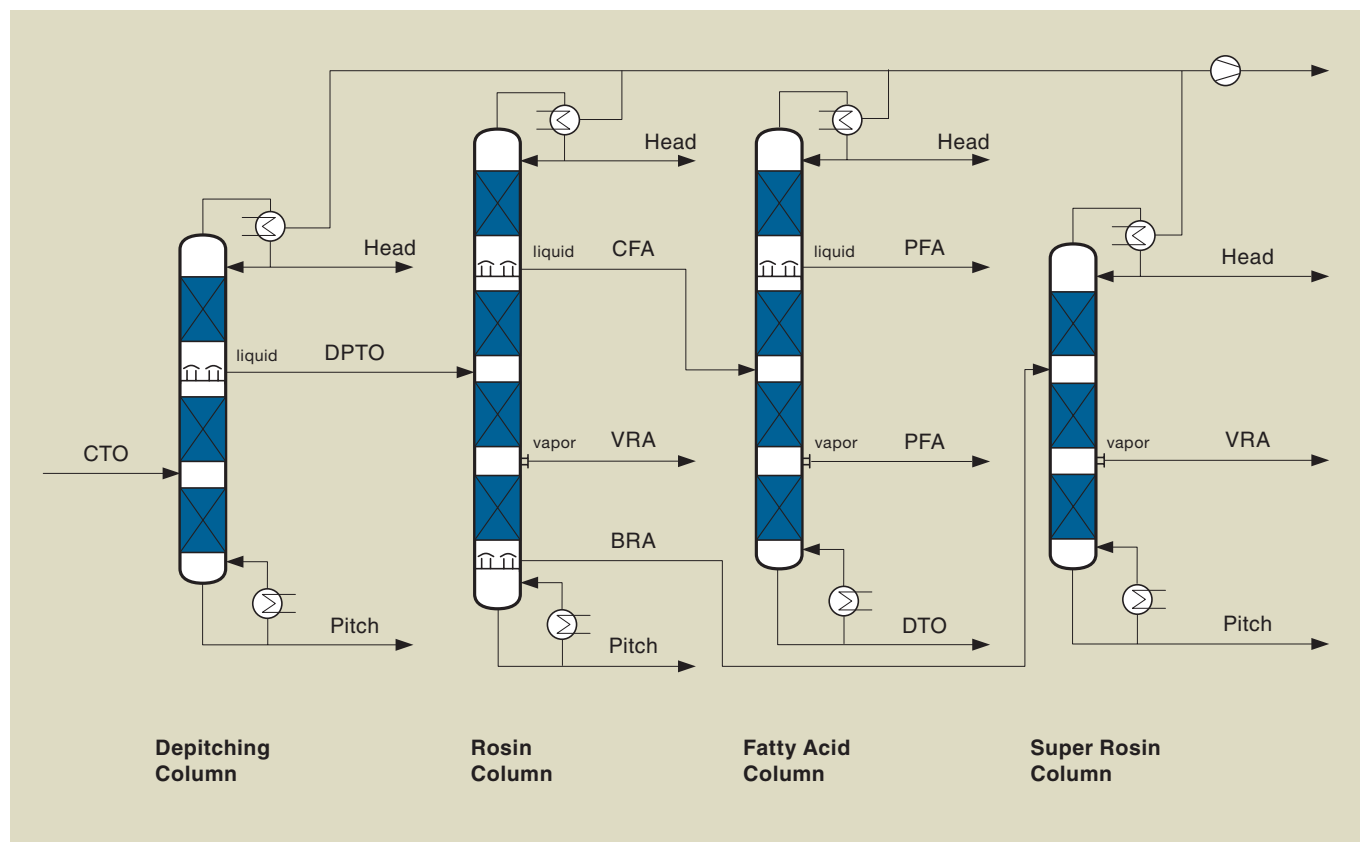 Head
Head
Head
Head
liquid
CFA
liquid
PFA
liquid
DPTO
CTO
vapor
VRA
vapor
PFA
vapor
VRA
BRA
Pitch
Pitch
DTO
Pitch
Depitching
Column
Rosin
Column
Fatty Acid
Column
Super Rosin
Column